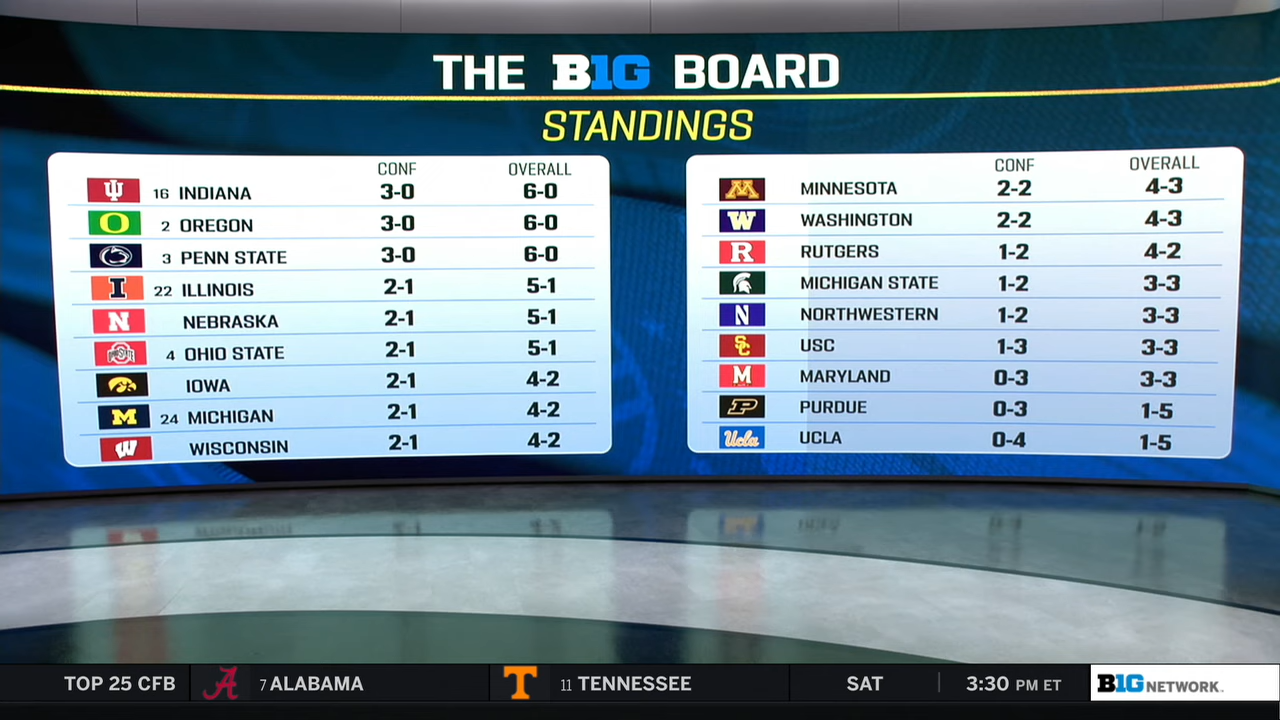 THE B1G BOARD
STANDINGS
CONF OVERALL
16 INDIANA 3-0 6-0
2 OREGON 3-0 6-0
3 PENN STATE 3-0 6-0
22 ILLINOIS 2-1 5-1
NEBRASKA 2-1 5-1
4 OHIO STATE 2-1 5-1
IOWA 2-1 4-2
24 MICHIGAN 2-1 4-2
WISCONSIN 2-1 4-2
CONF OVERALL
MINNESOTA 2-2 4-3
WASHINGTON 2-2 4-3
RUTGERS 1-2 4-2
MICHIGAN STATE 1-2 3-3
NORTHWESTERN 1-2 3-3
USC 1-3 3-3
MARYLAND 0-3 3-3
PURDUE 0-3 1-5
UCLA 0-4 1-5
TOP 25 CFB 7 ALABAMA 11 TENNESSEE SAT 3:30 PM ET B1G NETWORK.